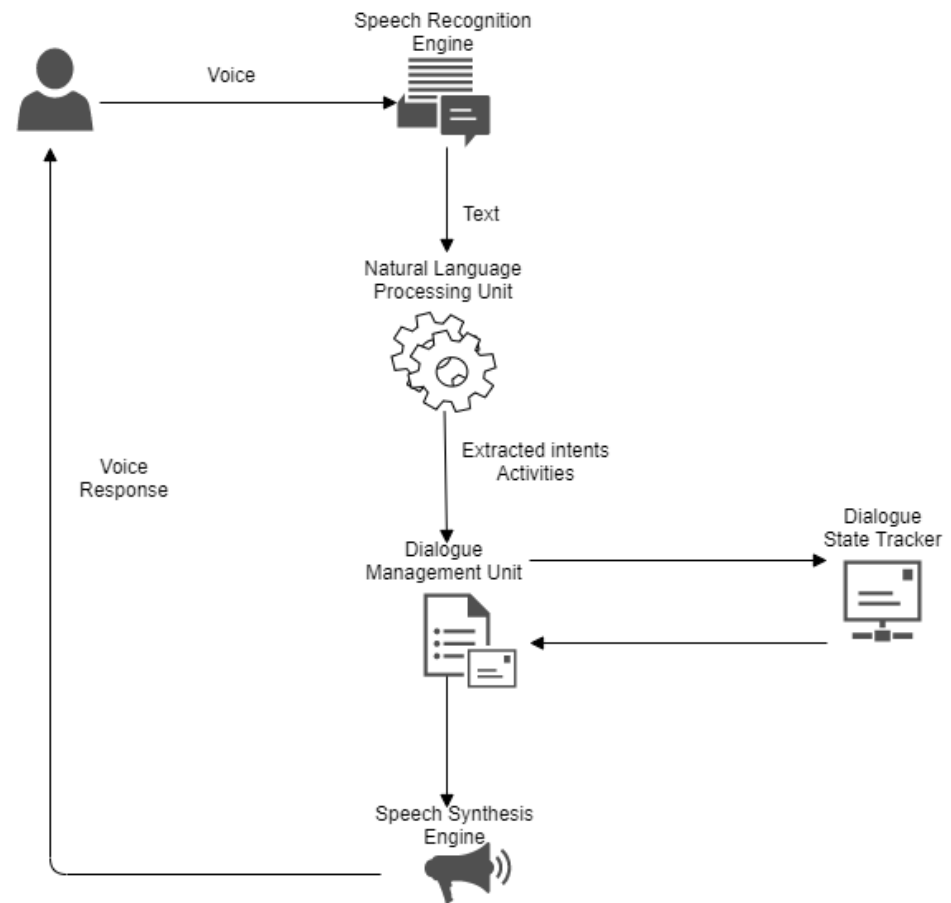 Speech Recognition
Engine
Voice
Text
Natural Language
Processing Unit
Extracted intents
Activities
Voice
Response
Dialogue
State Tracker
Dialogue
Management Unit
Speech Synthesis
Engine